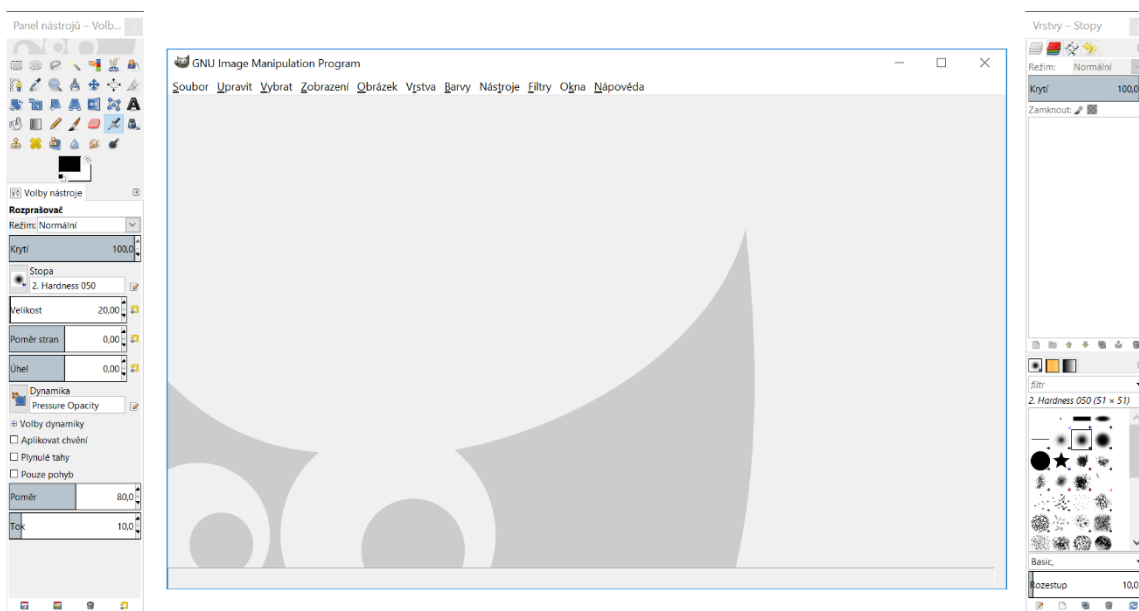 Panel nástrojů – Volb...
Volby nástroje
Rozprašovač
Režim: Normální
Krytí 100,0
Stopa
2. Hardness 050
Velikost 20,00
Poměr stran 0,00
Úhel 0,00
Dynamika
Pressure Opacity
Volby dynamiky
Aplikovat chvění
Plynulé tahy
Pouze pohyb
Poměr 80,0
Tok 10,0
GNU Image Manipulation Program
Soubor Upravit Vybrat Zobrazení Obrázek Vrstva Barvy Nástroje Filtry Okna Nápověda
Vrstvy – Stopy
Režim: Normální
Krytí 100,0
Zamknout:
filtr
2. Hardness 050 (51 × 51)
Basic,
Rozestup 10,0